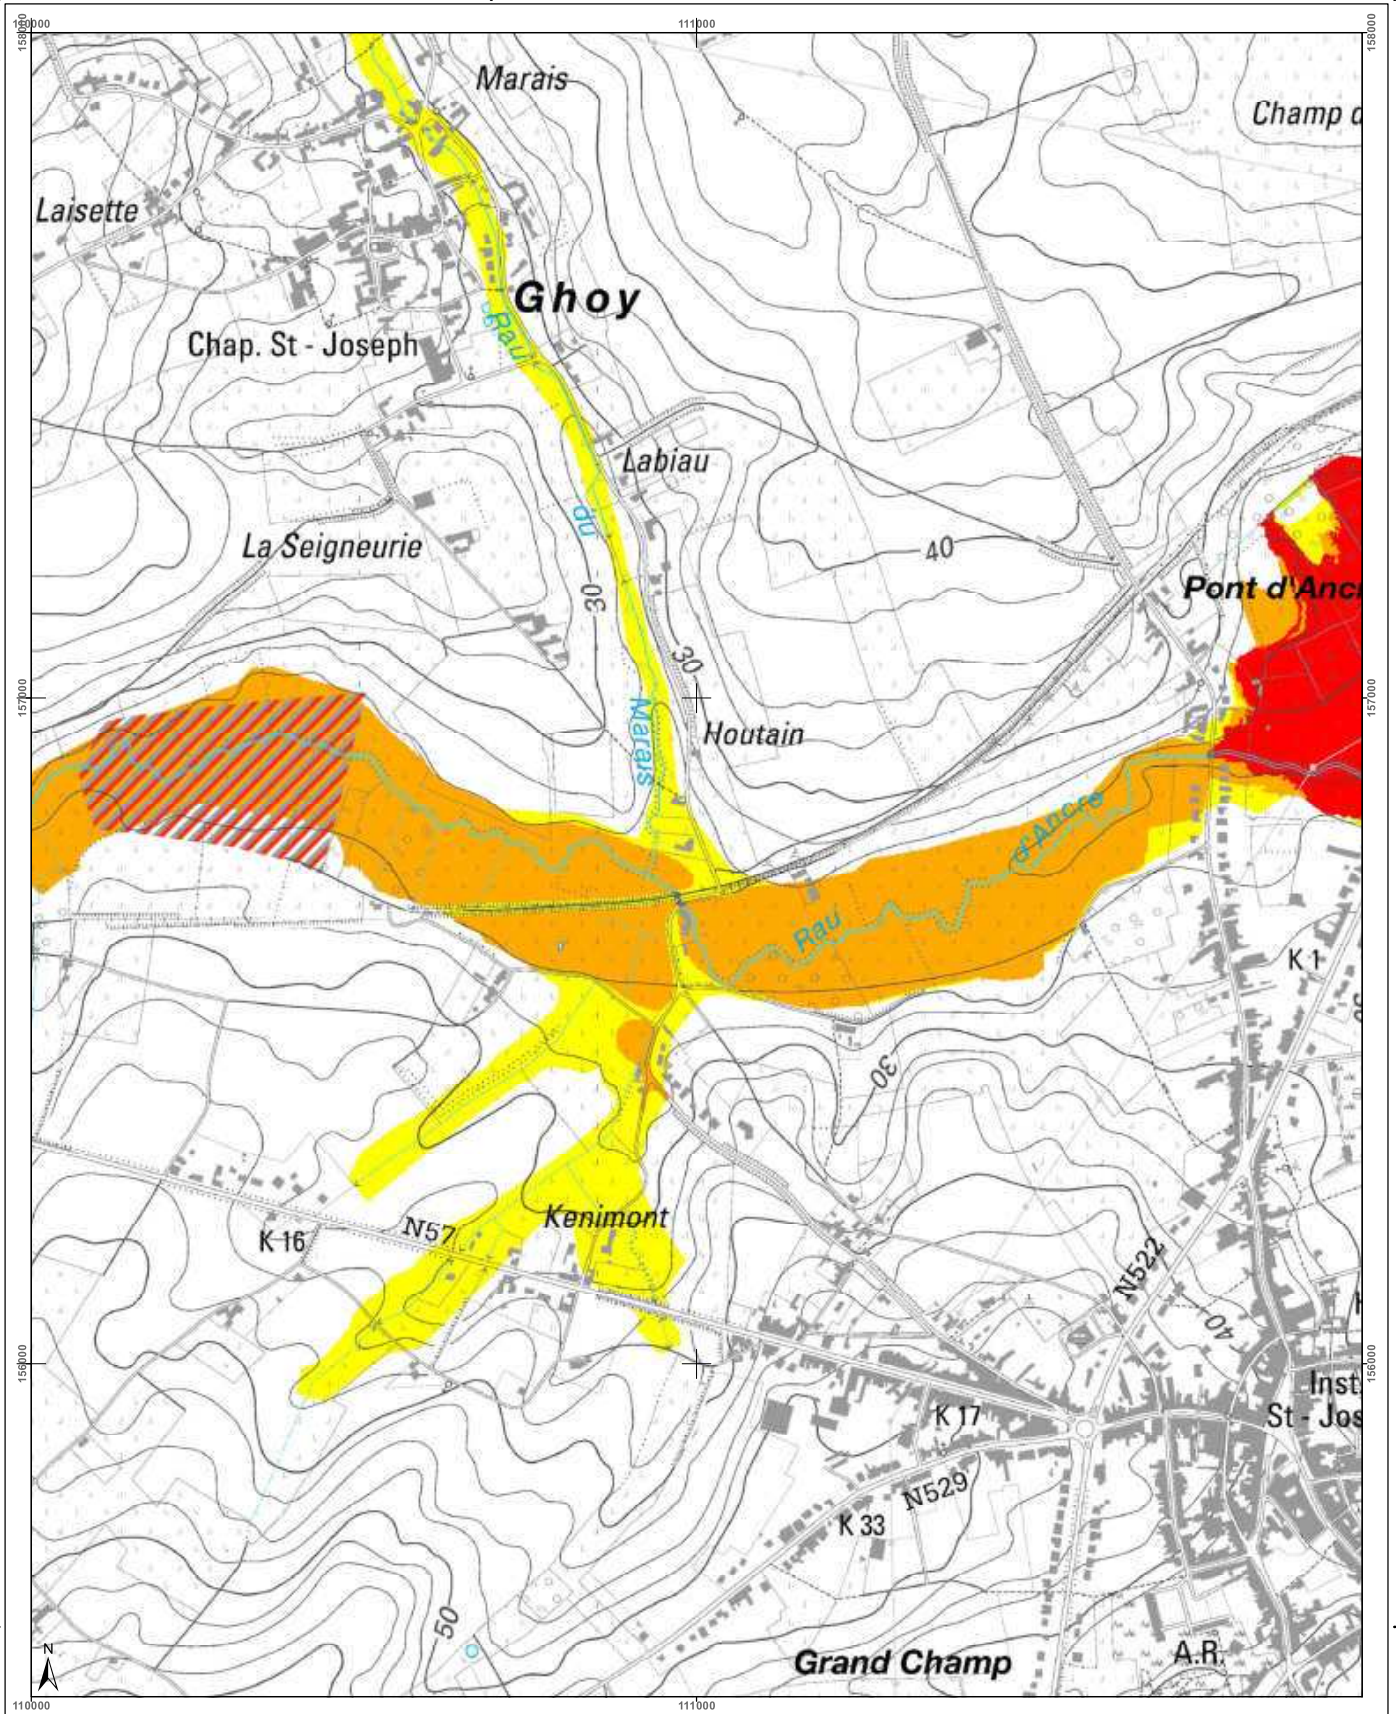 110000
111000
158000
158000
Marais
Champ d
Laisette
Ghoy
Rau
Chap. St - Joseph
Labiau
du
La Seigneurie
40
30
Pont d'Anc
30
157000
157000
Marais
Houtain
d'Ancre
Rau
K 1
30
Kenimont
N57
K 16
N522
40
156000
156000
Inst.
St - Jos
K 17
N529
K 33
50
Grand Champ
A.R.
N
110000
111000